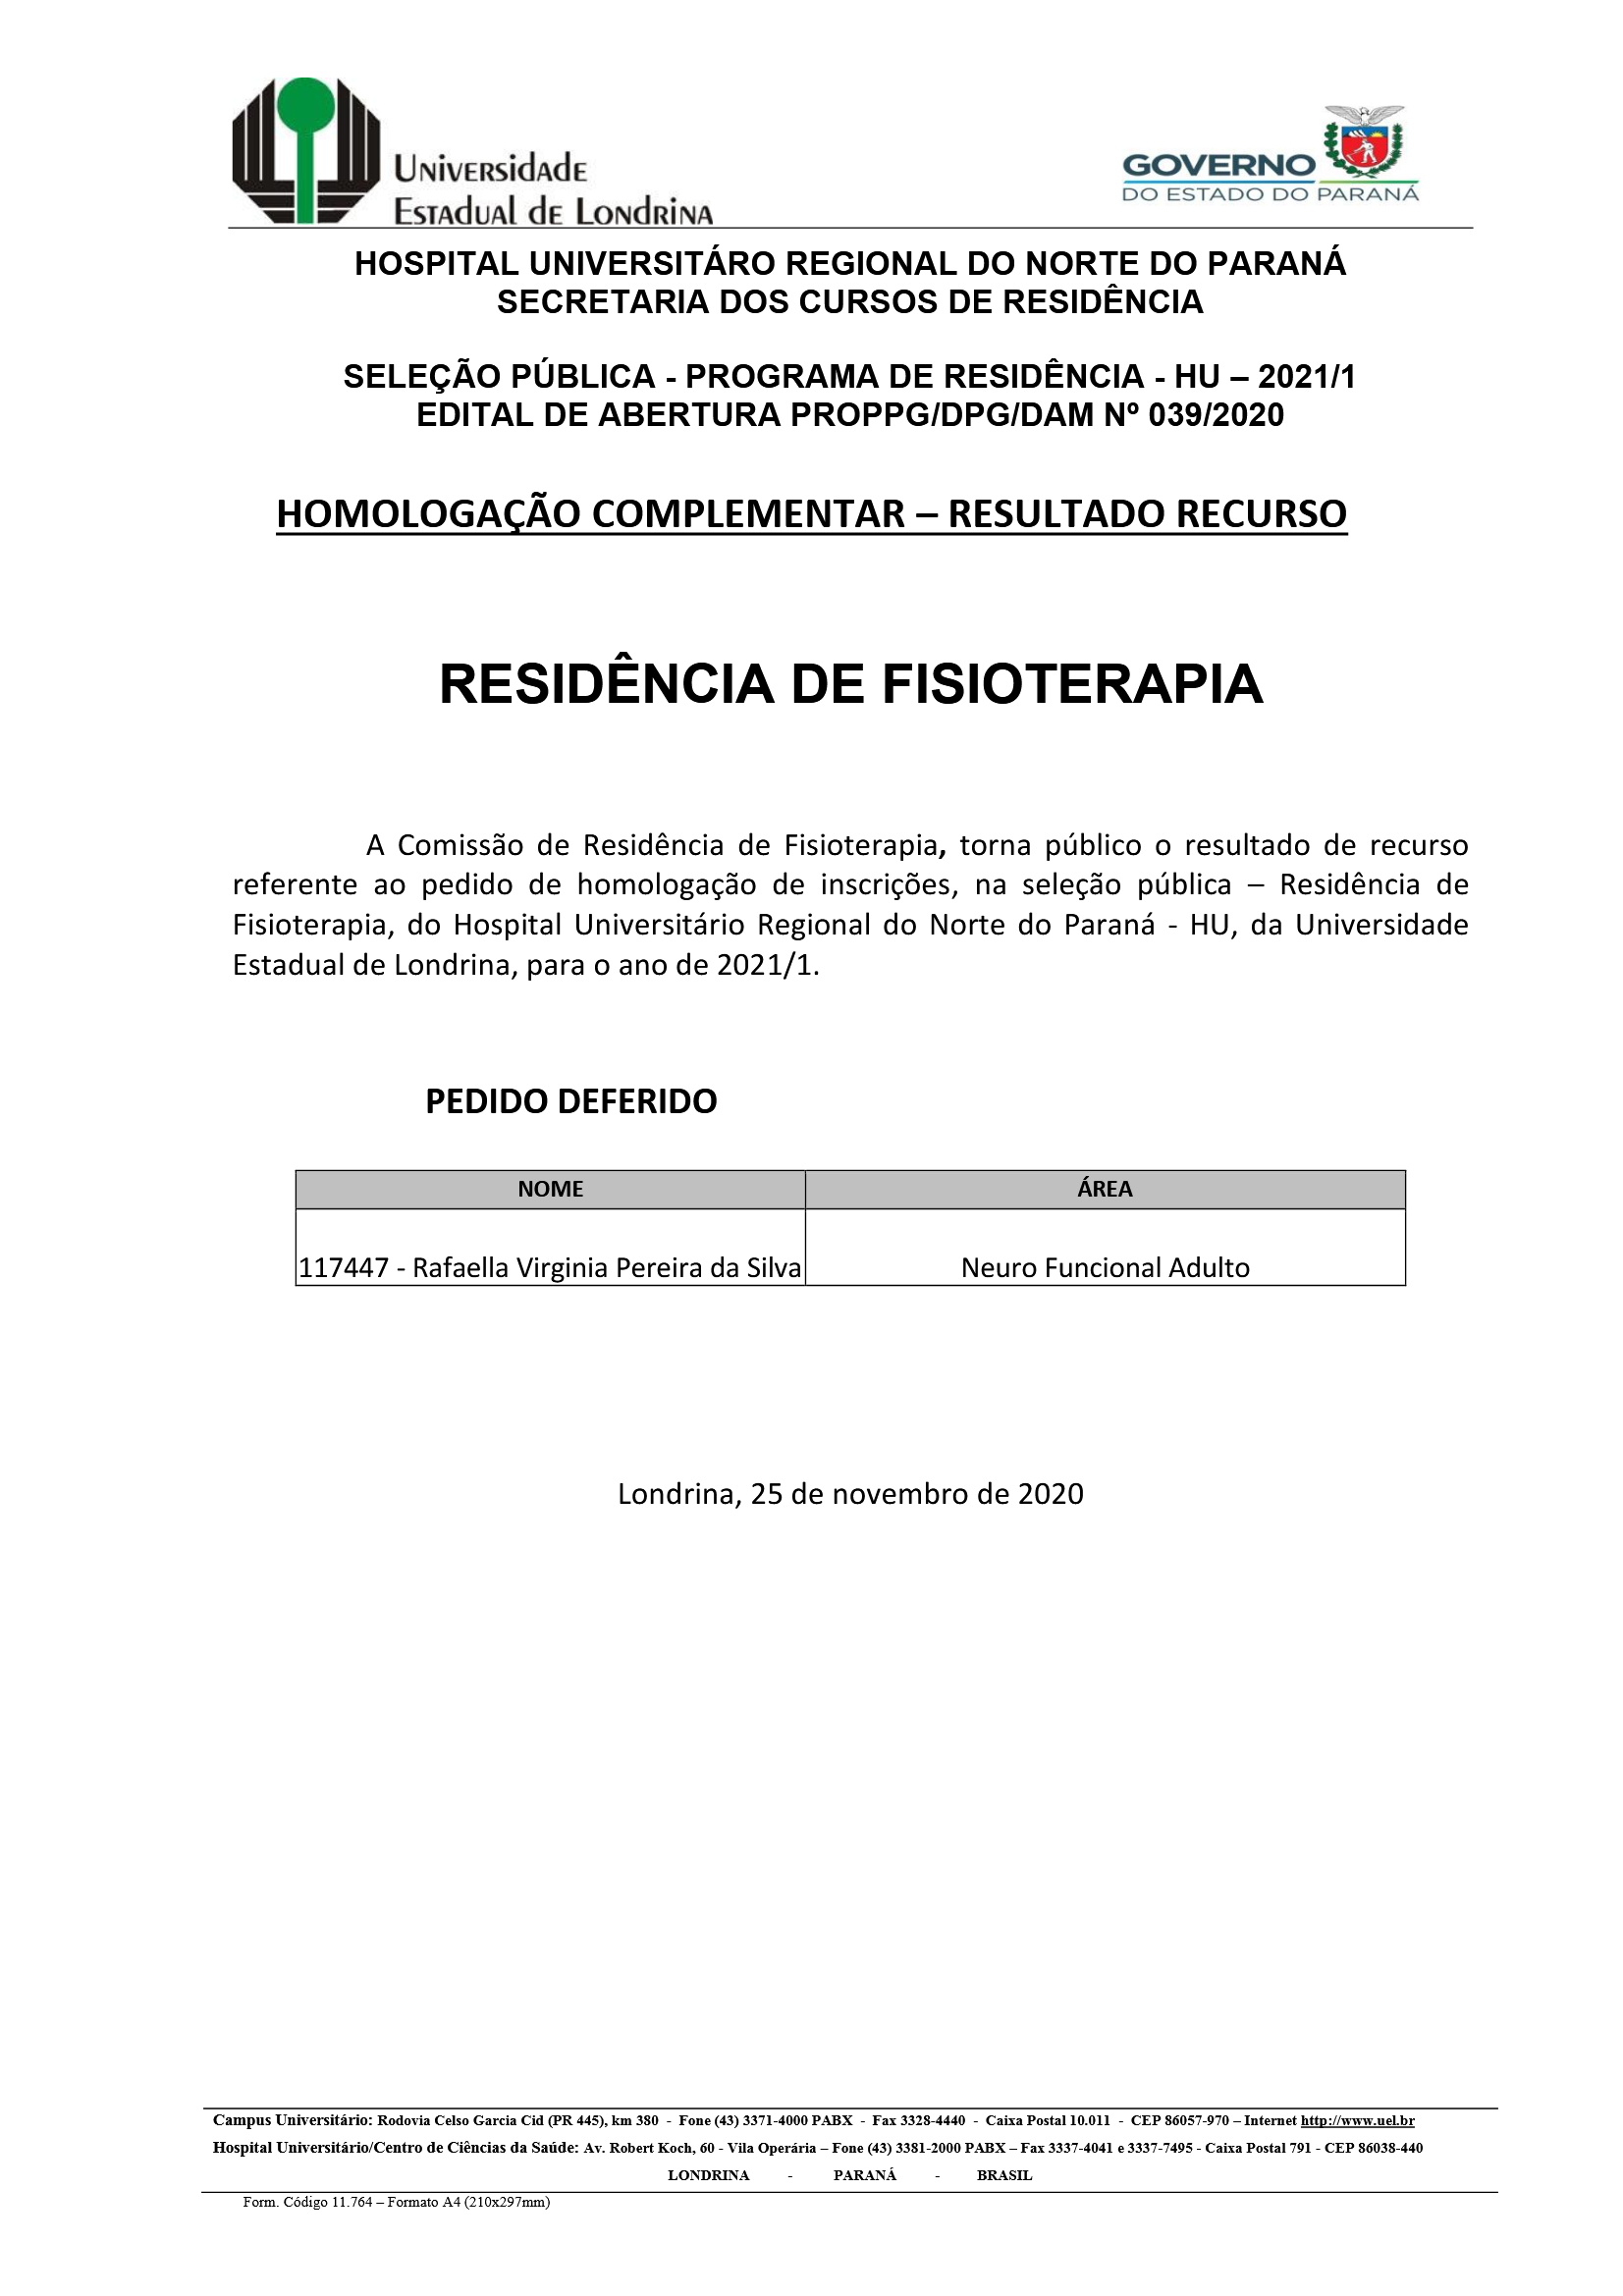 Universidade
Estadual de Londrina
GOVERNO
DO ESTADO DO PARANÁ
HOSPITAL UNIVERSITÁRO REGIONAL DO NORTE DO PARANÁ
SECRETARIA DOS CURSOS DE RESIDÊNCIA
SELEÇÃO PÚBLICA - PROGRAMA DE RESIDÊNCIA - HU – 2021/1
EDITAL DE ABERTURA PROPPG/DPG/DAM Nº 039/2020
HOMOLOGAÇÃO COMPLEMENTAR – RESULTADO RECURSO
RESIDÊNCIA DE FISIOTERAPIA
A Comissão de Residência de Fisioterapia, torna público o resultado de recurso
referente ao pedido de homologação de inscrições, na seleção pública – Residência de
Fisioterapia, do Hospital Universitário Regional do Norte do Paraná - HU, da Universidade
Estadual de Londrina, para o ano de 2021/1.
PEDIDO DEFERIDO
NOME ÁREA
117447 - Rafaella Virginia Pereira da Silva Neuro Funcional Adulto
Londrina, 25 de novembro de 2020
Campus Universitário: Rodovia Celso Garcia Cid (PR 445), km 380 - Fone (43) 3371-4000 PABX - Fax 3328-4440 - Caixa Postal 10.011 - CEP 86057-970 – Internet http://www.uel.br
Hospital Universitário/Centro de Ciências da Saúde: Av. Robert Koch, 60 - Vila Operária – Fone (43) 3381-2000 PABX – Fax 3337-4041 e 3337-7495 - Caixa Postal 791 - CEP 86038-440
LONDRINA - PARANÁ - BRASIL
Form. Código 11.764 – Formato A4 (210x297mm)